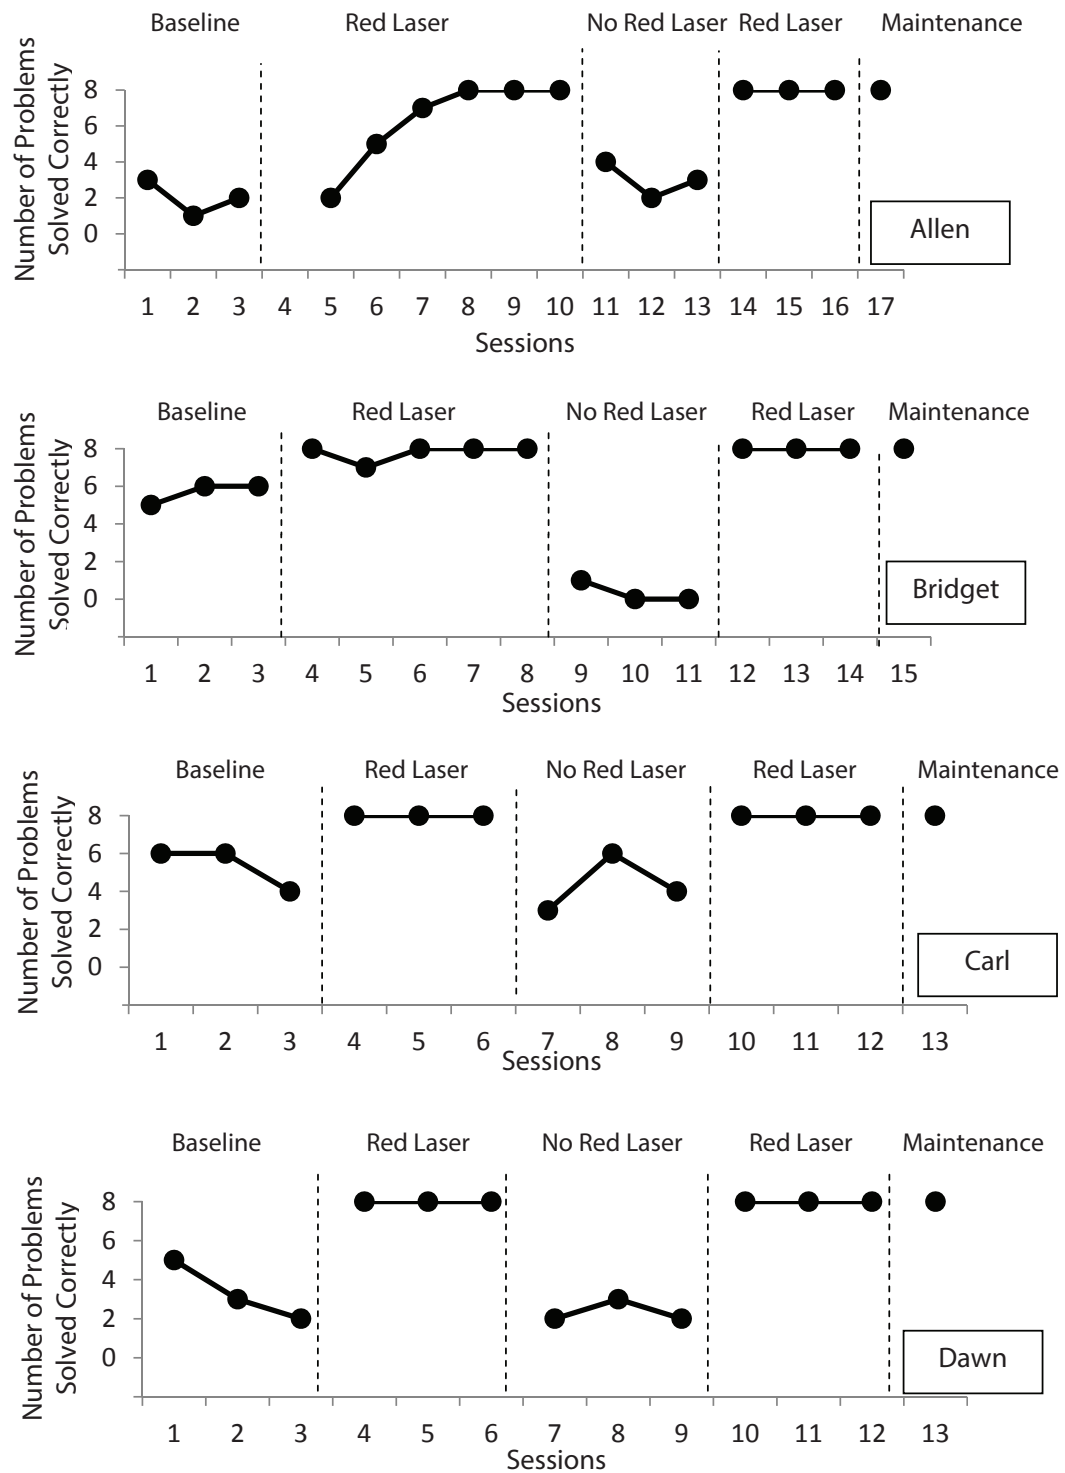 Baseline Red Laser No Red Laser Red Laser Maintenance
Number of Problems
Solved Correctly
8
6
4
2
0
Allen
1 2 3 4 5 6 7 8 9 10 11 12 13 14 15 16 17
Sessions
Baseline Red Laser No Red Laser Red Laser Maintenance
Number of Problems
Solved Correctly
8
6
4
2
0
Bridget
1 2 3 4 5 6 7 8 9 10 11 12 13 14 15
Sessions
Baseline Red Laser No Red Laser Red Laser Maintenance
Number of Problems
Solved Correctly
8
6
4
2
0
Carl
1 2 3 4 5 6 7 8 9 10 11 12 13
Sessions
Baseline Red Laser No Red Laser Red Laser Maintenance
Number of Problems
Solved Correctly
8
6
4
2
0
Dawn
1 2 3 4 5 6 7 8 9 10 11 12 13
Sessions